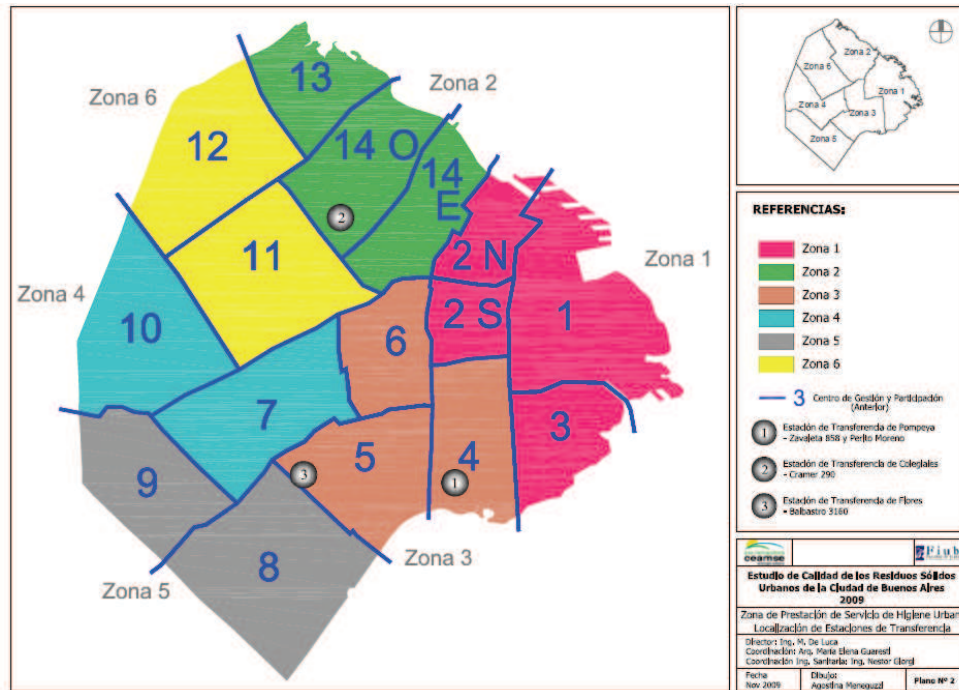 Zona 6
Zona 2
Zona 4
Zona 1
Zona 5
Zona 3
13
12
14 O
14
E
2
11
2 N
10
2 S
1
6
7
3
5
4
3
1
9
8
Zona 2
Zona 6
Zona 1
Zona 4
Zona 3
Zona 5
REFERENCIAS:
Zona 1
Zona 2
Zona 3
Zona 4
Zona 5
Zona 6
3 Centro de Gestión y Participación
(Anterior)
1 Estación de Transferencia de Pompeya
- Zavaleta 858 y Perito Moreno
2 Estación de Transferencia de Colegiales
- Cramer 290
3 Estación de Transferencia de Flores
- Balbastro 3160
ceamse
Fiub
Estudio de Calidad de los Residuos Sólidos
Urbanos de la Ciudad de Buenos Aires
2009
Zona de Prestación de Servicio de Higiene Urban
Localización de Estaciones de Transferencia
Director: Ing. M. De Luca
Coordinación: Arq. María Elena Guaresti
Coordinación Ing. Sanitaria: Ing. Nestor Giorgi
Fecha
Nov 2009
Dibujo:
Agostina Meneguzzi
Plano Nº 2